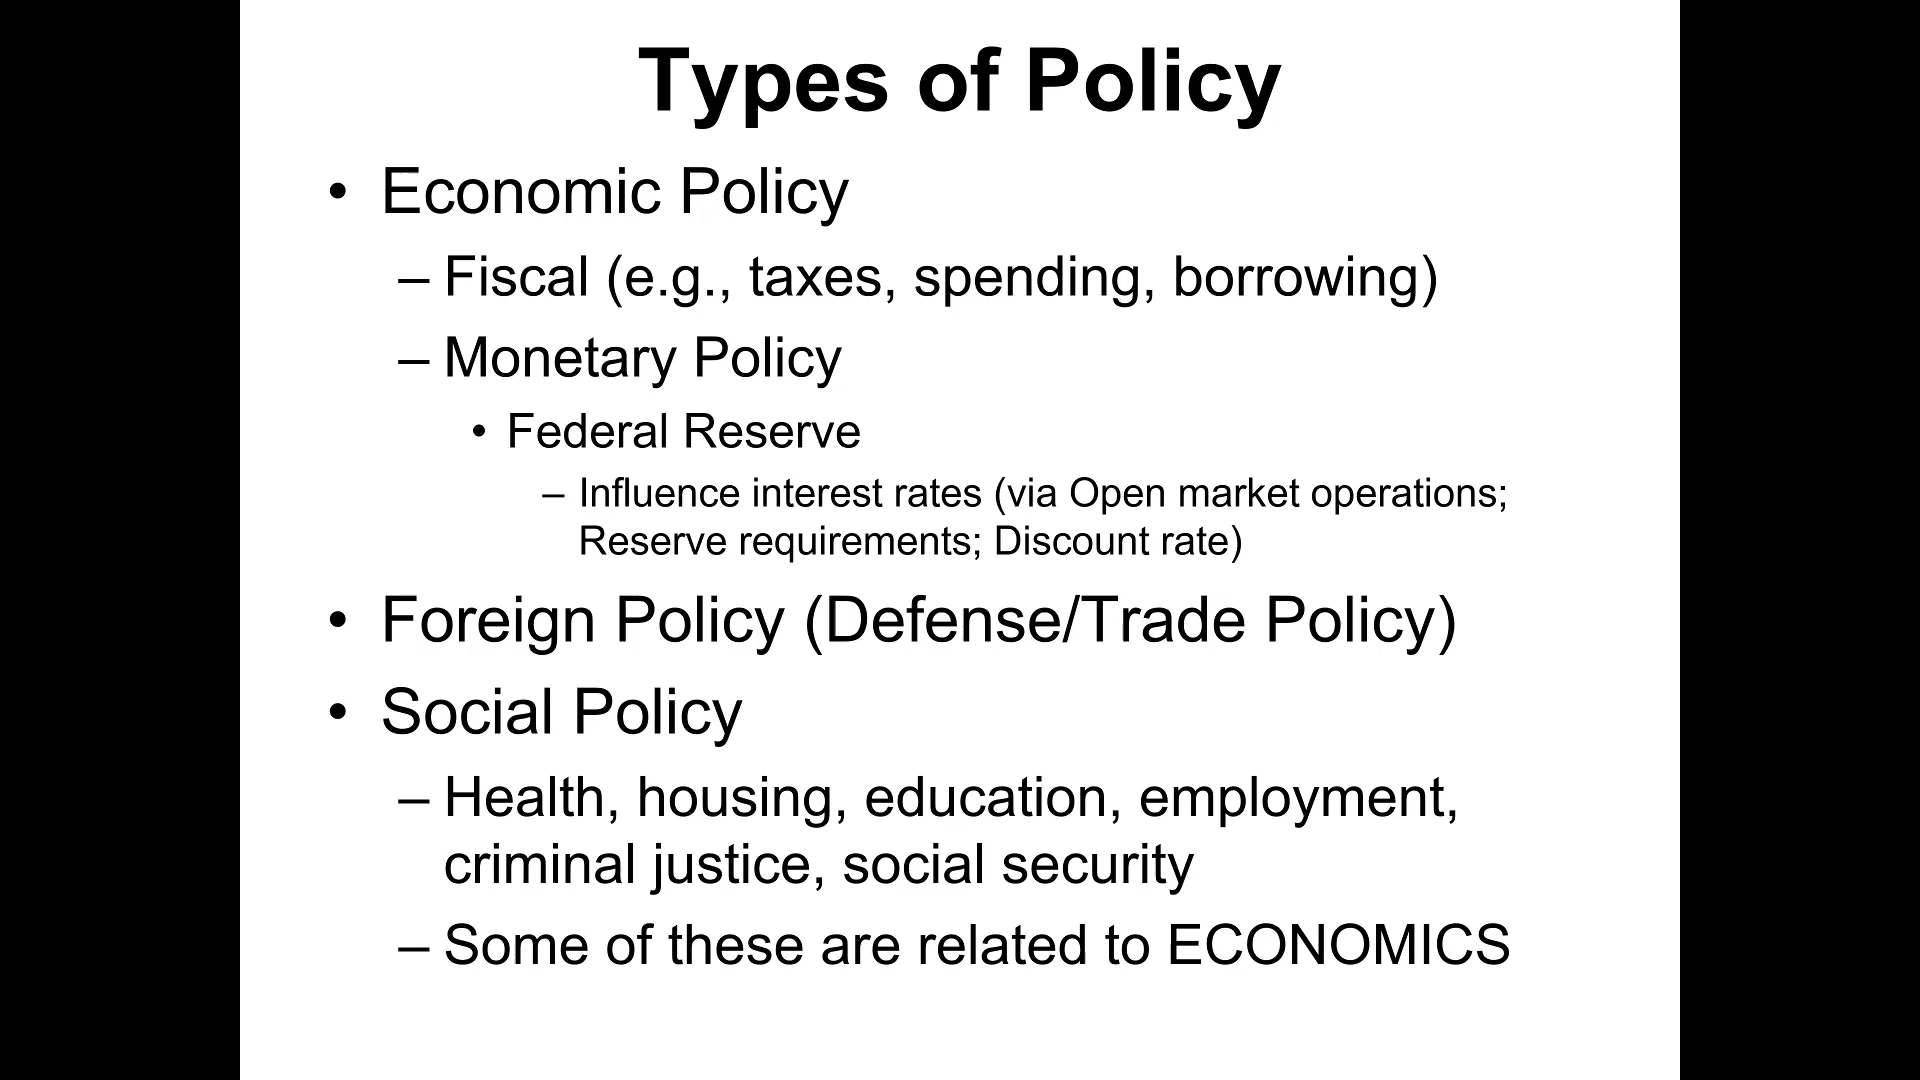 Types of Policy
• Economic Policy
– Fiscal (e.g., taxes, spending, borrowing)
– Monetary Policy
• Federal Reserve
– Influence interest rates (via Open market operations;
Reserve requirements; Discount rate)
• Foreign Policy (Defense/Trade Policy)
• Social Policy
– Health, housing, education, employment,
criminal justice, social security
– Some of these are related to ECONOMICS